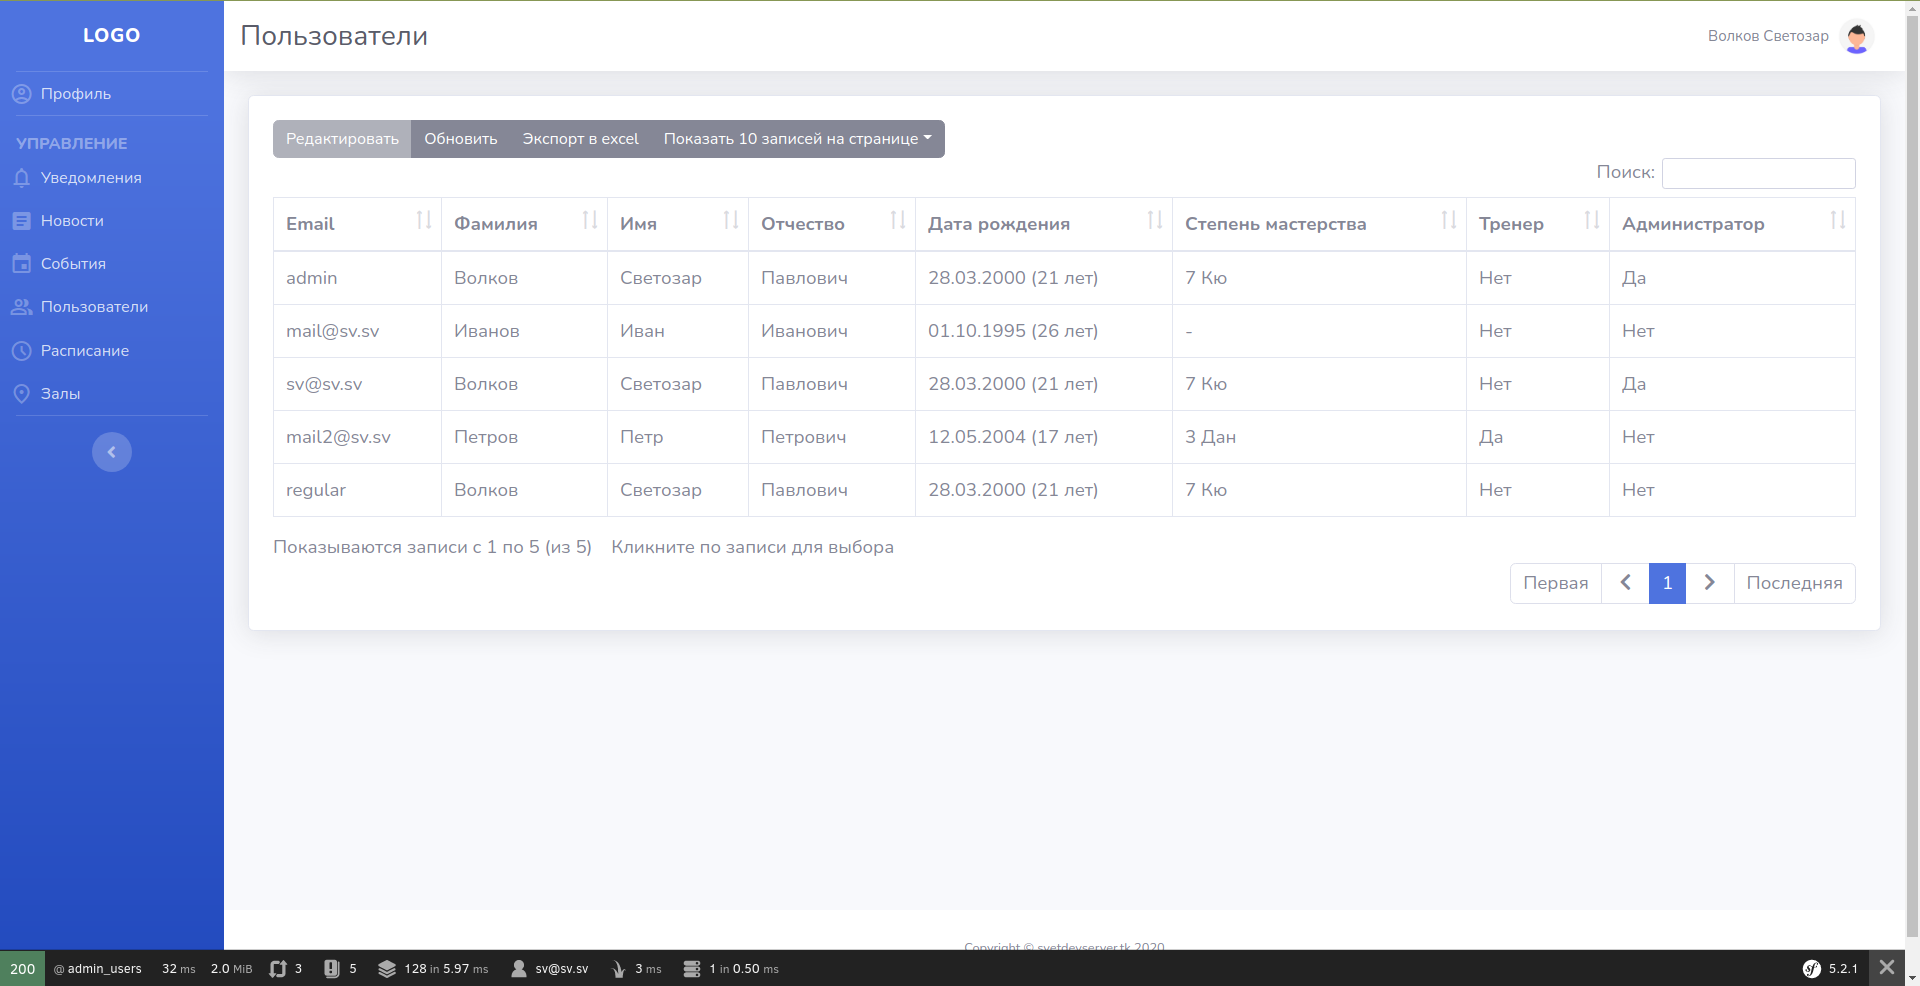 LOGO
Профиль
УПРАВЛЕНИЕ
Уведомления
Новости
События
Пользователи
Расписание
Залы
Пользователи
Волков Светозар
Редактировать Обновить Экспорт в excel Показать 10 записей на странице
Поиск:
Email Фамилия Имя Отчество Дата рождения Степень мастерства Тренер Администратор
admin Волков Светозар Павлович 28.03.2000 (21 лет) 7 Кю Нет Да
mail@sv.sv Иванов Иван Иванович 01.10.1995 (26 лет) - Нет Нет
sv@sv.sv Волков Светозар Павлович 28.03.2000 (21 лет) 7 Кю Нет Да
mail2@sv.sv Петров Петр Петрович 12.05.2004 (17 лет) 3 Дан Да Нет
regular Волков Светозар Павлович 28.03.2000 (21 лет) 7 Кю Нет Нет
Показываются записи с 1 по 5 (из 5) Кликните по записи для выбора
Первая 1 Последняя
Copyright © svetdevserver.tk 2020
200 @ admin_users 32 ms 2.0 MiB 3 5 128 in 5.97 ms sv@sv.sv 3 ms 1 in 0.50 ms sf 5.2.1